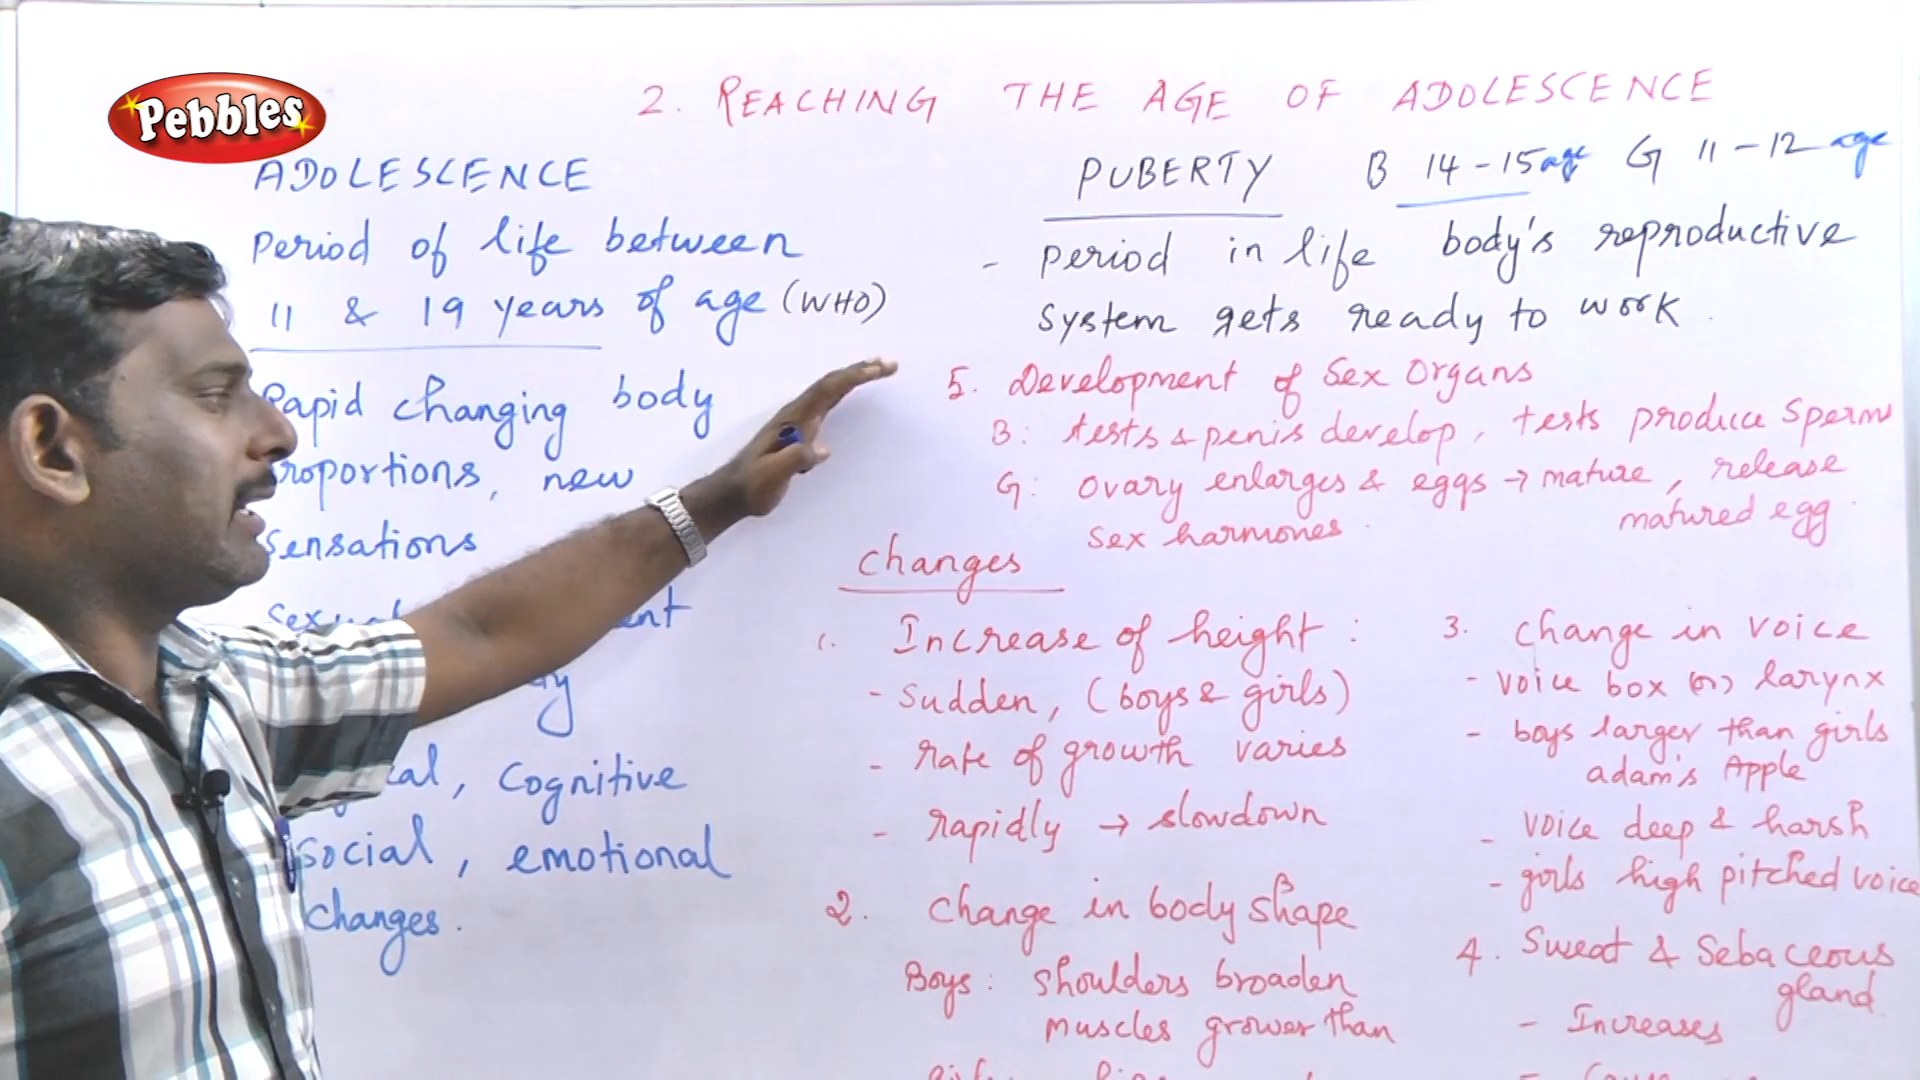 Pebbles
2. REACHING THE AGE OF ADOLESCENCE
ADOLESCENCE
Period of life between
11 & 19 years of age (WHO)
Rapid changing body
proportions, new
sensations
cal, Cognitive
social, emotional
changes.
PUBERTY B 14-15 age G 11-12 age
- Period in life body's reproductive
System gets ready to work.
5. Development of Sex Organs
B: tests & penis develop, tests produce Sperm
G: Ovary enlarges & eggs → mature, release
matured egg.
Sex harmones.
Changes
1. Increase of height:
- Sudden, (boys & girls)
- rate of growth varies
- rapidly → slowdown
2. Change in body Shape
Boys: Shoulders broaden
muscles grower than
3. Change in voice
- voice box (or) larynx
- boys larger than girls
adam's Apple
- voice deep & harsh
- girls high pitched voice
4. Sweat & Sebaceous
gland
- Increases